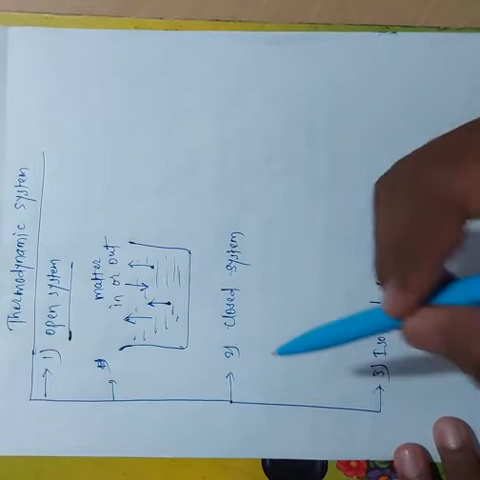 Thermodynamic system
1) open system
matter
in or out
2) closed system
3) Iso